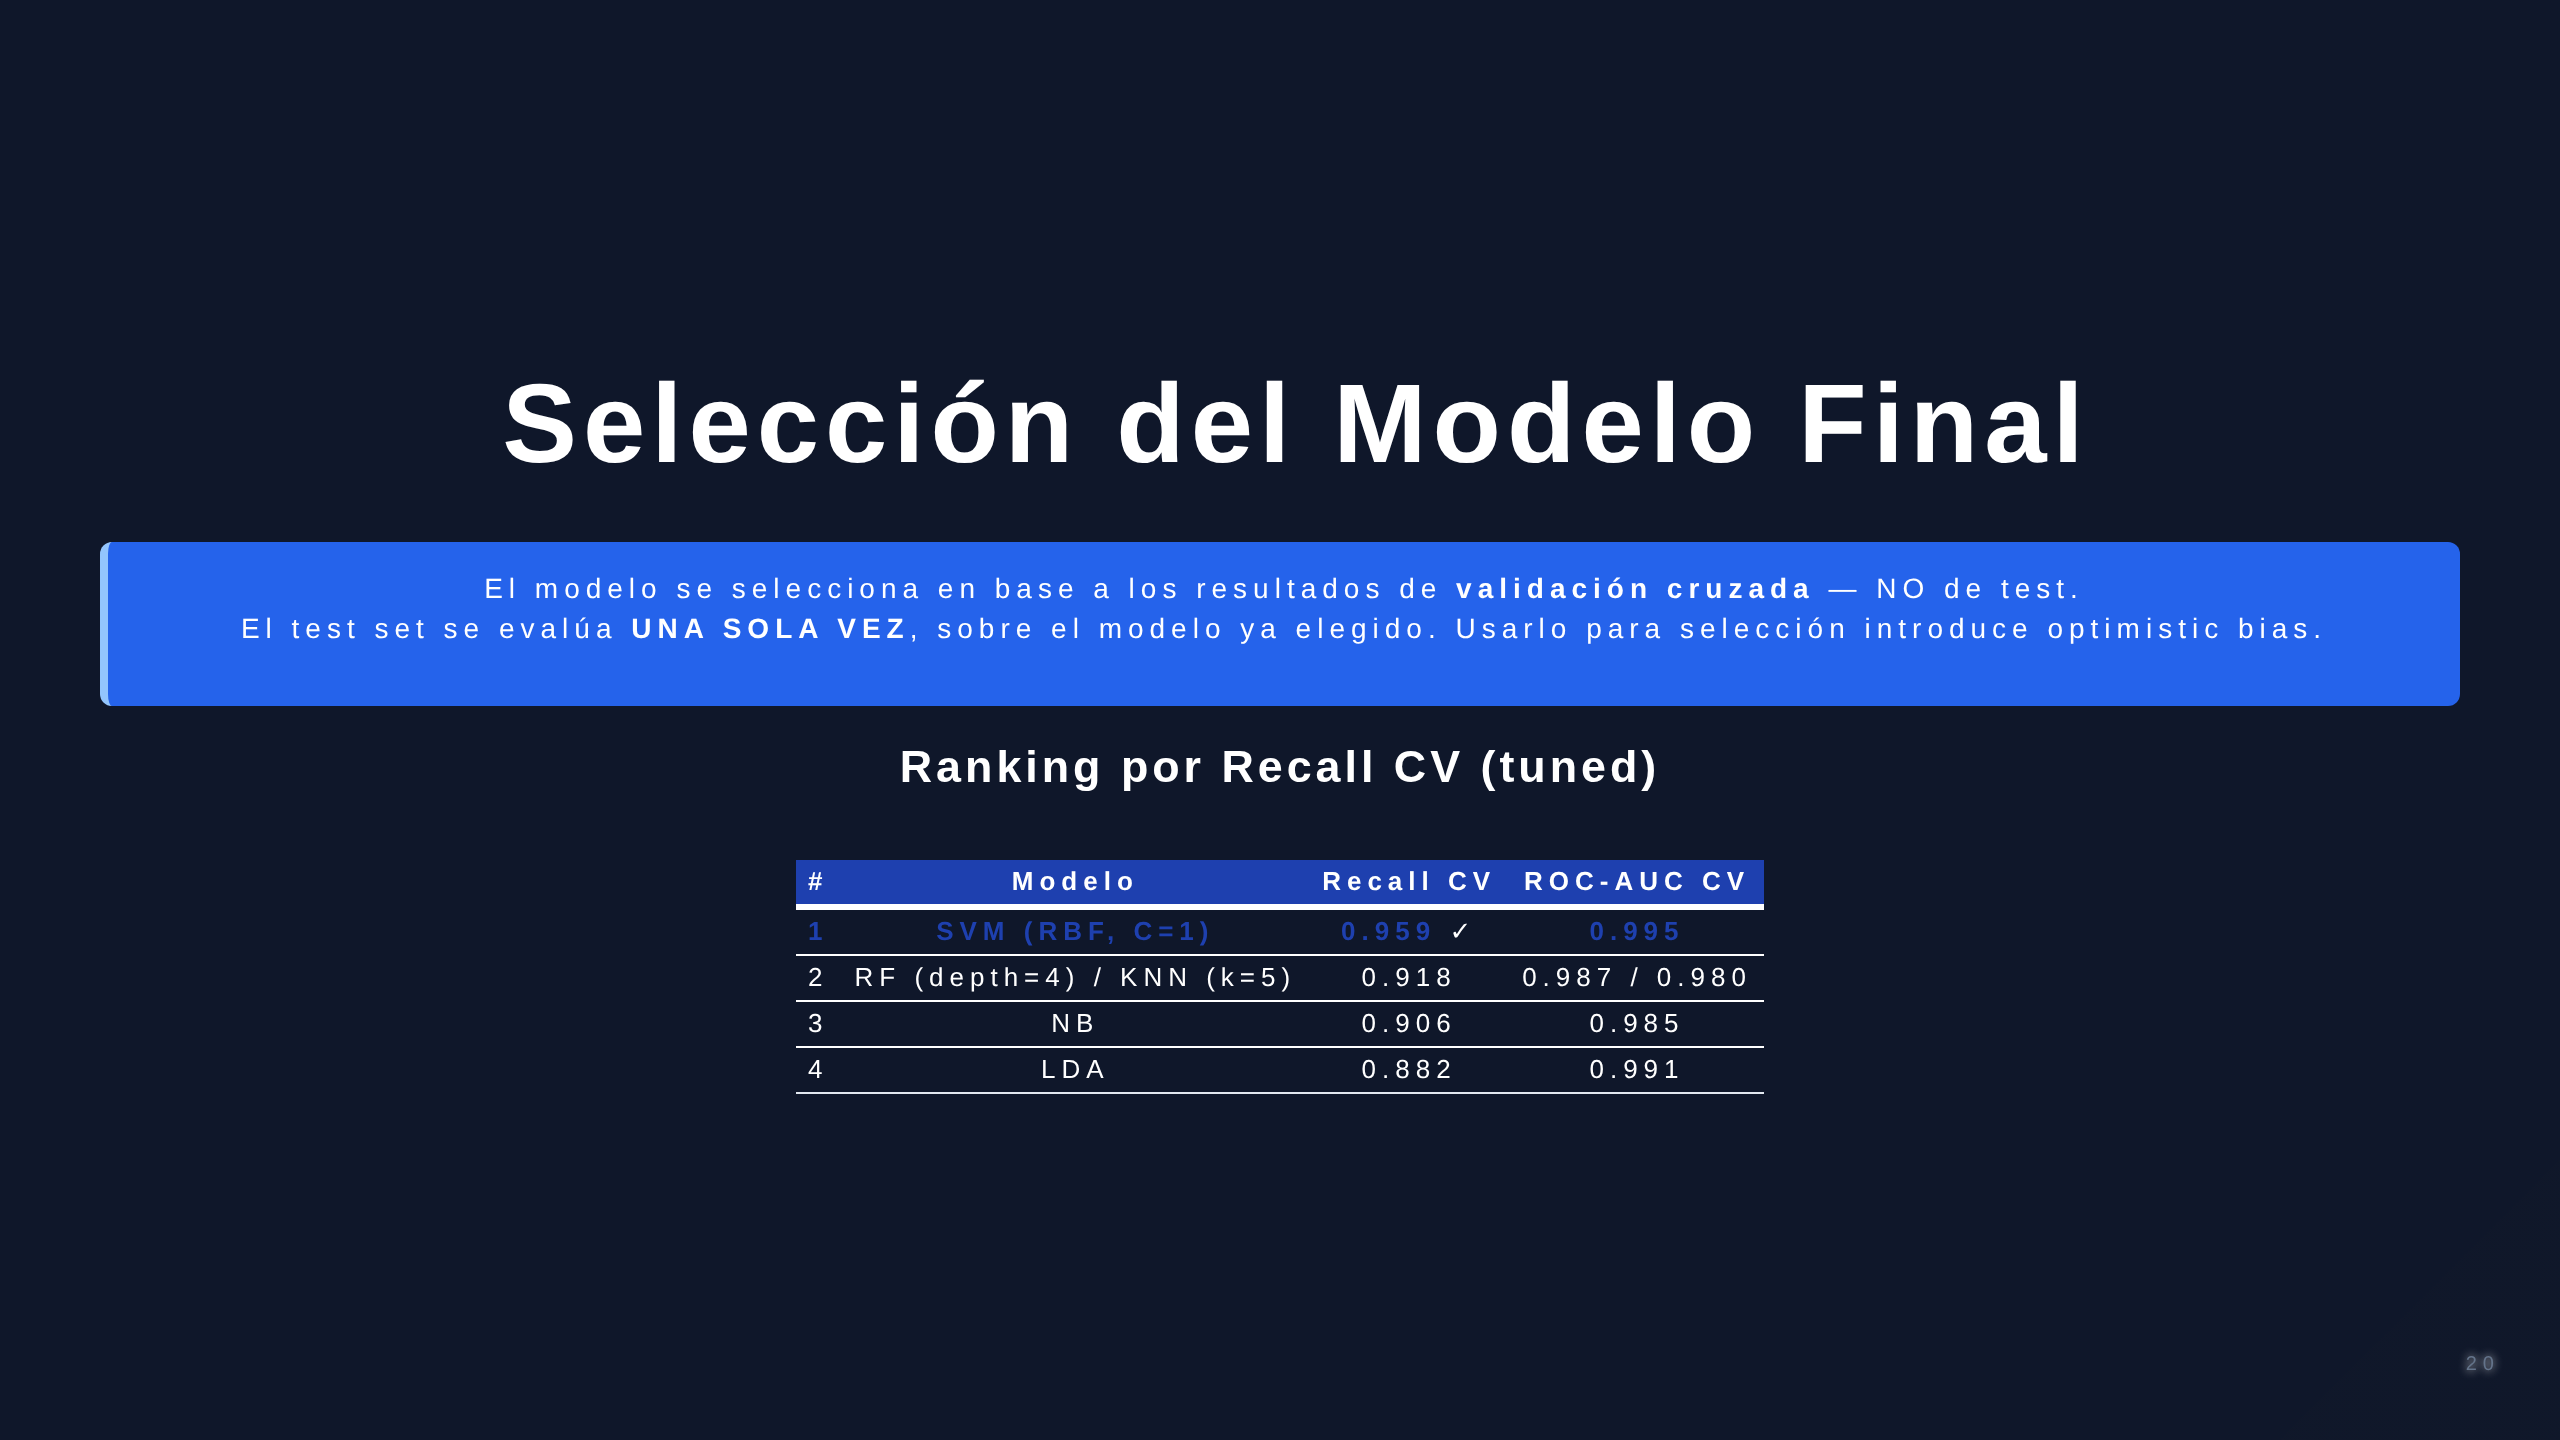 Selección del Modelo Final
El modelo se selecciona en base a los resultados de validación cruzada — NO de test.
El test set se evalúa UNA SOLA VEZ, sobre el modelo ya elegido. Usarlo para selección introduce optimistic bias.
Ranking por Recall CV (tuned)
# Modelo Recall CV ROC-AUC CV
1 SVM (RBF, C=1) 0.959 ✓ 0.995
2 RF (depth=4) / KNN (k=5) 0.918 0.987 / 0.980
3 NB 0.906 0.985
4 LDA 0.882 0.991
20